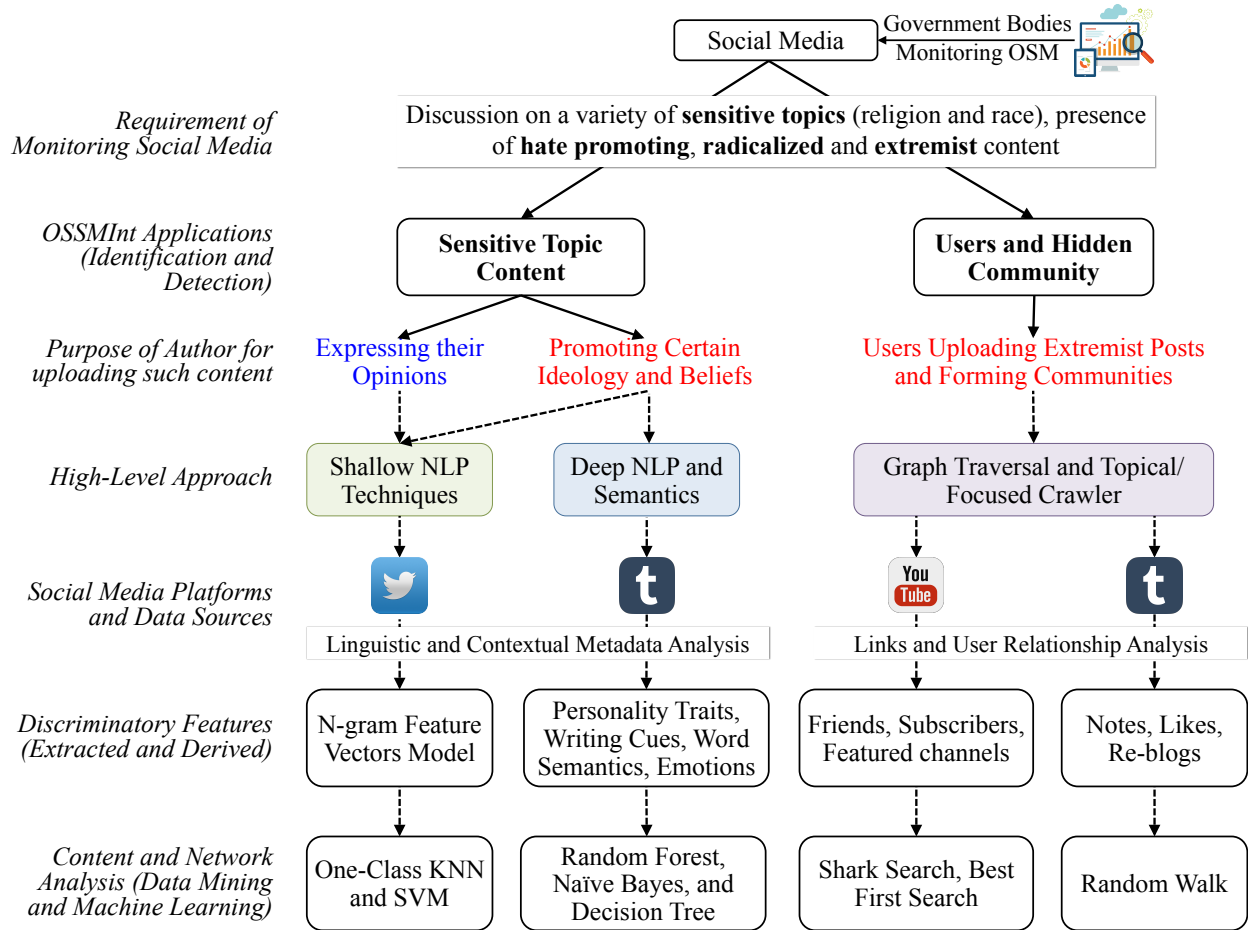 Social Media
Government Bodies
Monitoring OSM
Requirement of
Monitoring Social Media
Discussion on a variety of sensitive topics (religion and race), presence
of hate promoting, radicalized and extremist content
OSSMInt Applications
(Identification and
Detection)
Sensitive Topic
Content
Users and Hidden
Community
Purpose of Author for
uploading such content
Expressing their
Opinions
Promoting Certain
Ideology and Beliefs
Users Uploading Extremist Posts
and Forming Communities
High-Level Approach
Shallow NLP
Techniques
Deep NLP and
Semantics
Graph Traversal and Topical/
Focused Crawler
Social Media Platforms
and Data Sources
t
You
Tube
t
Linguistic and Contextual Metadata Analysis
Links and User Relationship Analysis
Discriminatory Features
(Extracted and Derived)
N-gram Feature
Vectors Model
Personality Traits,
Writing Cues, Word
Semantics, Emotions
Friends, Subscribers,
Featured channels
Notes, Likes,
Re-blogs
Content and Network
Analysis (Data Mining
and Machine Learning)
One-Class KNN
and SVM
Random Forest,
Naïve Bayes, and
Decision Tree
Shark Search, Best
First Search
Random Walk